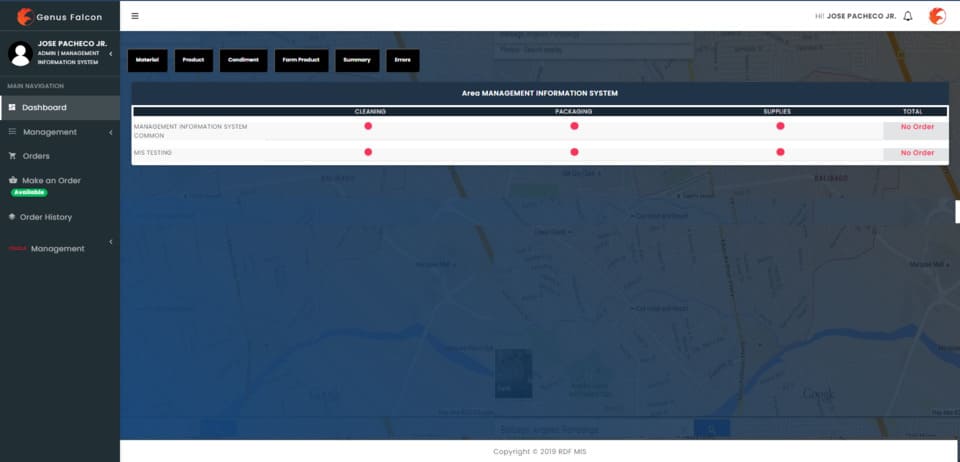 Genus Falcon
Hi! JOSE PACHECO JR.
JOSE PACHECO JR.
ADMIN | MANAGEMENT
INFORMATION SYSTEM
MAIN NAVIGATION
Dashboard
Management
Orders
Make an Order
Available
Order History
Management
Material
Product
Condiment
Farm Product
Summary
Errors
Area MANAGEMENT INFORMATION SYSTEM
CLEANING PACKAGING SUPPLIES TOTAL
MANAGEMENT INFORMATION SYSTEM
COMMON
No Order
MIS TESTING No Order
Google
Copyright © 2019 RDF MIS